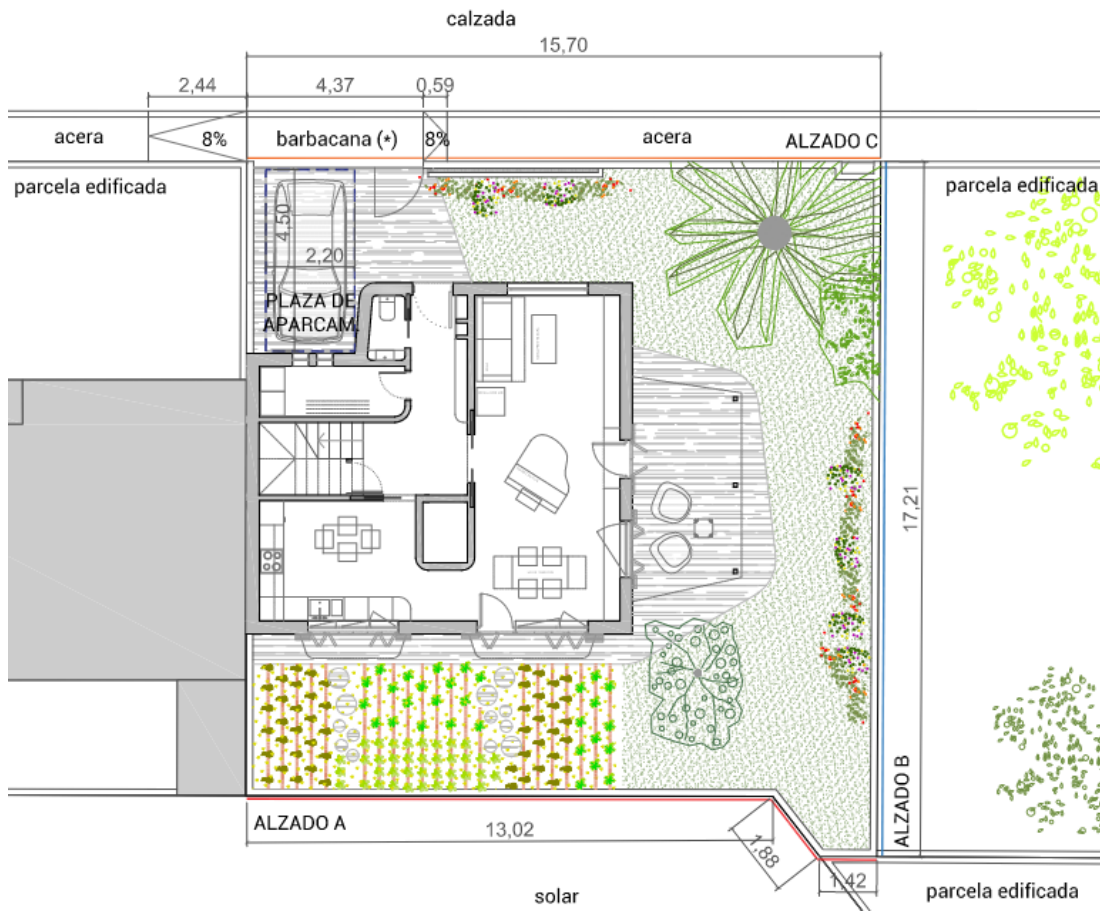 calzada
15,70
2,44
4,37
0,59
acera
8%
barbacana (*)
8%
acera
ALZADO C
parcela edificada
parcela edificada
4,50
2,20
PLAZA DE
APARCAM.
17,21
ALZADO B
ALZADO A
13,02
1,88
1,42
solar
parcela edificada